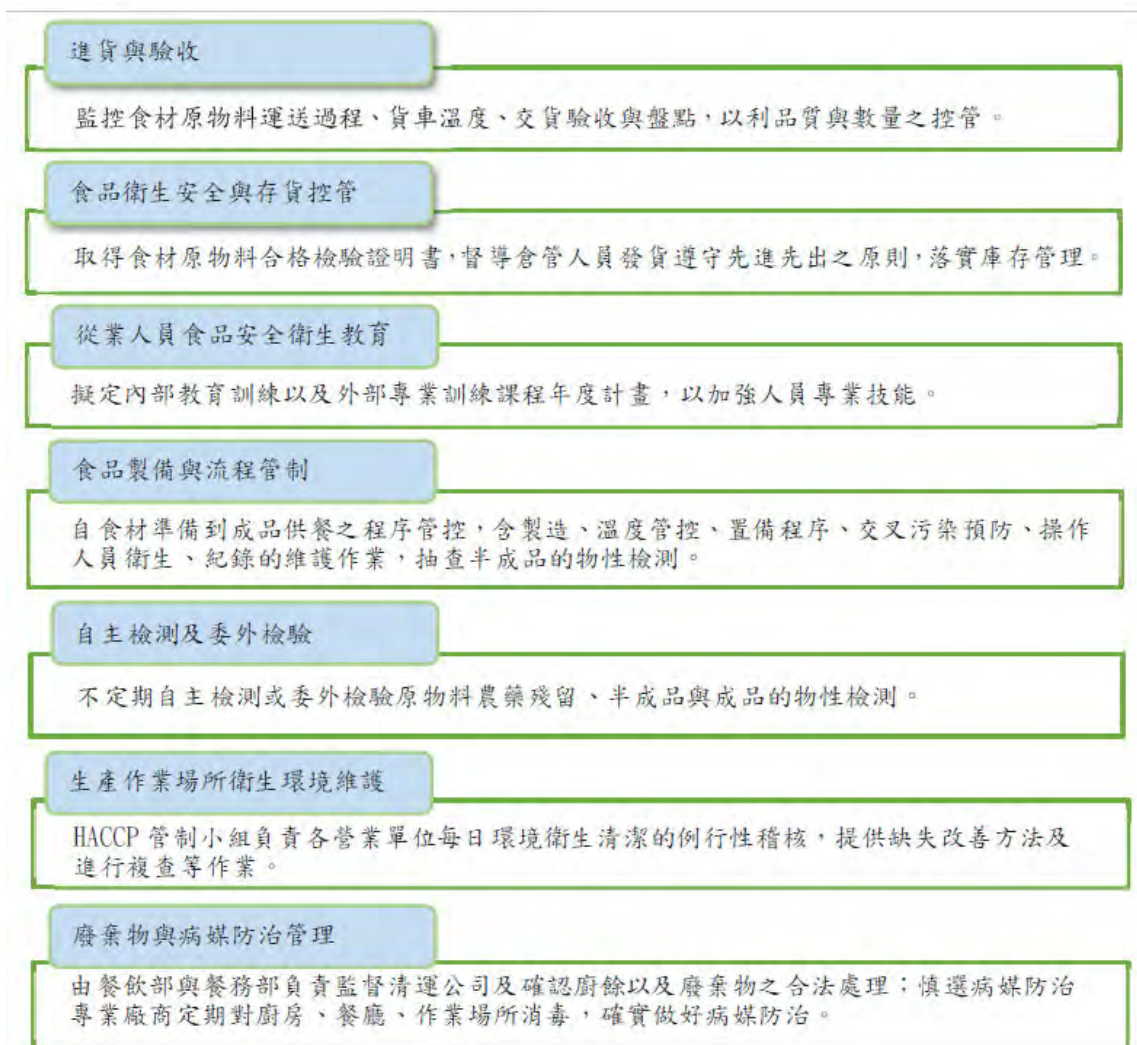 進貨與驗收
監控食材原物料運送過程、貨車溫度、交貨驗收與盤點，以利品質與數量之控管。
食品衛生安全與存貨控管
取得食材原物料合格檢驗證明書，督導倉管人員發貨遵守先進先出之原則，落實庫存管理。
從業人員食品安全衛生教育
擬定內部教育訓練以及外部專業訓練課程年度計畫，以加強人員專業技能。
食品製備與流程管制
自食材準備到成品供餐之程序管控，含製造、溫度管控、置備程序、交叉污染預防、操作
人員衛生、紀錄的維護作業，抽查半成品的物性檢測。
自主檢測及委外檢驗
不定期自主檢測或委外檢驗原物料農藥殘留、半成品與成品的物性檢測。
生產作業場所衛生環境維護
HACCP 管制小組負責各營業單位每日環境衛生清潔的例行性稽核，提供缺失改善方法及
進行複查等作業。
廢棄物與病媒防治管理
由餐飲部與餐務部負責監督清運公司及確認廚餘以及廢棄物之合法處理；慎選病媒防治
專業廠商定期對廚房、餐廳、作業場所消毒，確實做好病媒防治。